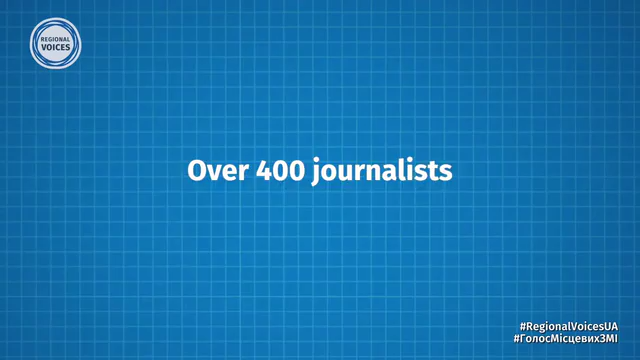 REGIONAL
VOICES
Over 400 journalists
#RegionalVoicesUA
#ГолосМісцевихЗМІ